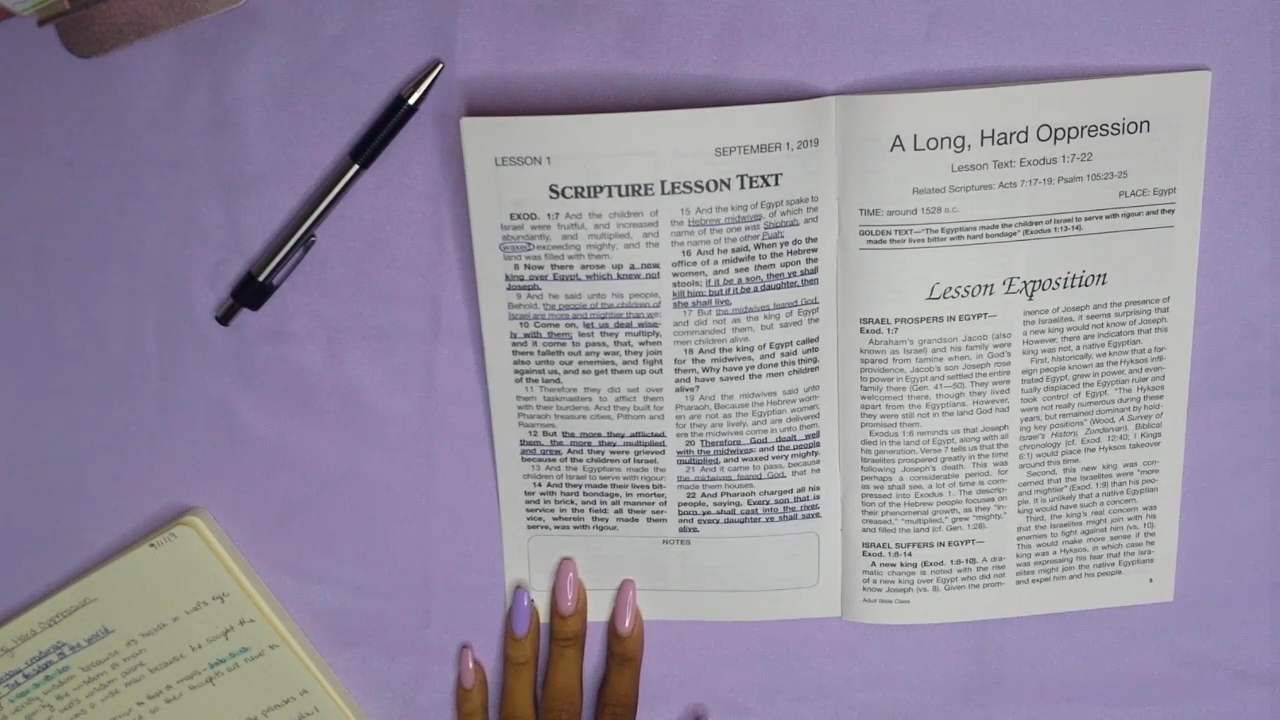 LESSON 1
SEPTEMBER 1, 2019
SCRIPTURE LESSON TEXT
EXOD. 1:7 And the children of
Israel were fruitful, and increased
abundantly, and multiplied, and
waxed exceeding mighty; and the
land was filled with them.
8 Now there arose up a new
king over Egypt, which knew not
Joseph.
9 And he said unto his people,
Behold, the people of the children of
Israel are more and mightier than we:
10 Come on, let us deal wise-
ly with them; lest they multiply,
and it come to pass, that, when
there falleth out any war, they join
also unto our enemies, and fight
against us, and so get them up out
of the land.
11 Therefore they did set over
them taskmasters to afflict them
with their burdens. And they built for
Pharaoh treasure cities, Pithom and
Raamses.
12 But the more they afflicted
them, the more they multiplied
and grew. And they were grieved
because of the children of Israel.
13 And the Egyptians made the
children of Israel to serve with rigour:
14 And they made their lives bit-
ter with hard bondage, in morter,
and in brick, and in all manner of
service in the field: all their ser-
vice, wherein they made them
serve, was with rigour.
15 And the king of Egypt spake to
the Hebrew midwives, of which the
name of the one was Shiphrah, and
the name of the other Puah:
16 And he said, When ye do the
office of a midwife to the Hebrew
women, and see them upon the
stools; if it be a son, then ye shall
kill him: but if it be a daughter, then
she shall live.
17 But the midwives feared God,
and did not as the king of Egypt
commanded them, but saved the
men children alive.
18 And the king of Egypt called
for the midwives, and said unto
them, Why have ye done this thing,
and have saved the men children
alive?
19 And the midwives said unto
Pharaoh, Because the Hebrew wom-
en are not as the Egyptian women;
for they are lively, and are delivered
ere the midwives come in unto them.
20 Therefore God dealt well
with the midwives: and the people
multiplied, and waxed very mighty.
21 And it came to pass, because
the midwives feared God, that he
made them houses.
22 And Pharaoh charged all his
people, saying, Every son that is
born ye shall cast into the river,
and every daughter ye shall save
alive.
NOTES
A Long, Hard Oppression
Lesson Text: Exodus 1:7-22
Related Scriptures: Acts 7:17-19; Psalm 105:23-25
TIME: around 1528 B.C.
PLACE: Egypt
GOLDEN TEXT—"The Egyptians made the children of Israel to serve with rigour: and they
made their lives bitter with hard bondage" (Exodus 1:13-14).
Lesson Exposition
ISRAEL PROSPERS IN EGYPT—
Exod. 1:7
Abraham's grandson Jacob (also
known as Israel) and his family were
spared from famine when, in God's
providence, Jacob's son Joseph rose
to power in Egypt and settled the entire
family there (Gen. 41—50). They were
welcomed there, though they lived
apart from the Egyptians. However,
they were still not in the land God had
promised them.
Exodus 1:6 reminds us that Joseph
died in the land of Egypt, along with all
his generation. Verse 7 tells us that the
Israelites prospered greatly in the time
following Joseph's death. This was
perhaps a considerable period, for
as we shall see, a lot of time is com-
pressed into Exodus 1. The descrip-
tion of the Hebrew people focuses on
their phenomenal growth, as they "in-
creased," "multiplied," grew "mighty,"
and filled the land (cf. Gen. 1:28).
ISRAEL SUFFERS IN EGYPT—
Exod. 1:8-14
A new king (Exod. 1:8-10). A dra-
matic change is noted with the rise
of a new king over Egypt who did not
know Joseph (vs. 8). Given the prom-
Adult Bible Class
inence of Joseph and the presence of
the Israelites, it seems surprising that
a new king would not know of Joseph.
However, there are indicators that this
king was not, a native Egyptian.
First, historically, we know that a for-
eign people known as the Hyksos infil-
trated Egypt, grew in power, and even-
tually displaced the Egyptian ruler and
took control of Egypt. "The Hyksos
were not really numerous during these
years, but remained dominant by hold-
ing key positions" (Wood, A Survey of
Israel's History, Zondervan). Biblical
chronology (cf. Exod. 12:40; I Kings
6:1) would place the Hyksos takeover
around this time.
Second, this new king was con-
cerned that the Israelites were "more
and mightier" (Exod. 1:9) than his peo-
ple. It is unlikely that a native Egyptian
king would have such a concern.
Third, the king's real concern was
that the Israelites might join with his
enemies to fight against him (vs. 10).
This would make more sense if the
king was a Hyksos, in which case he
was expressing his fear that the Isra-
elites might join the native Egyptians
and expel him and his people.
9/1/19
Hard Oppression